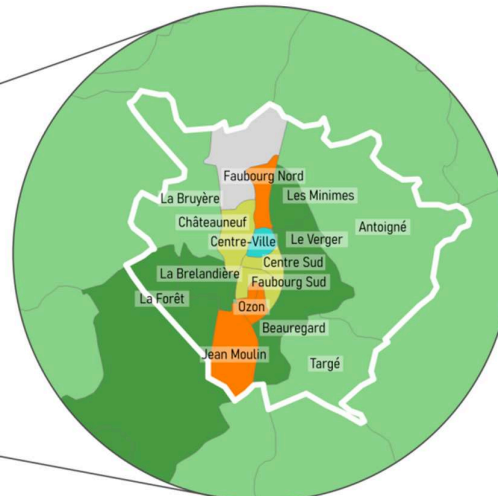 Faubourg Nord
La Bruyère
Les Minimes
Châteauneuf
Antoigné
Centre-Ville
Le Verger
Centre Sud
La Brelandière
Faubourg Sud
La Forêt
Ozon
Beauregard
Jean Moulin
Targé